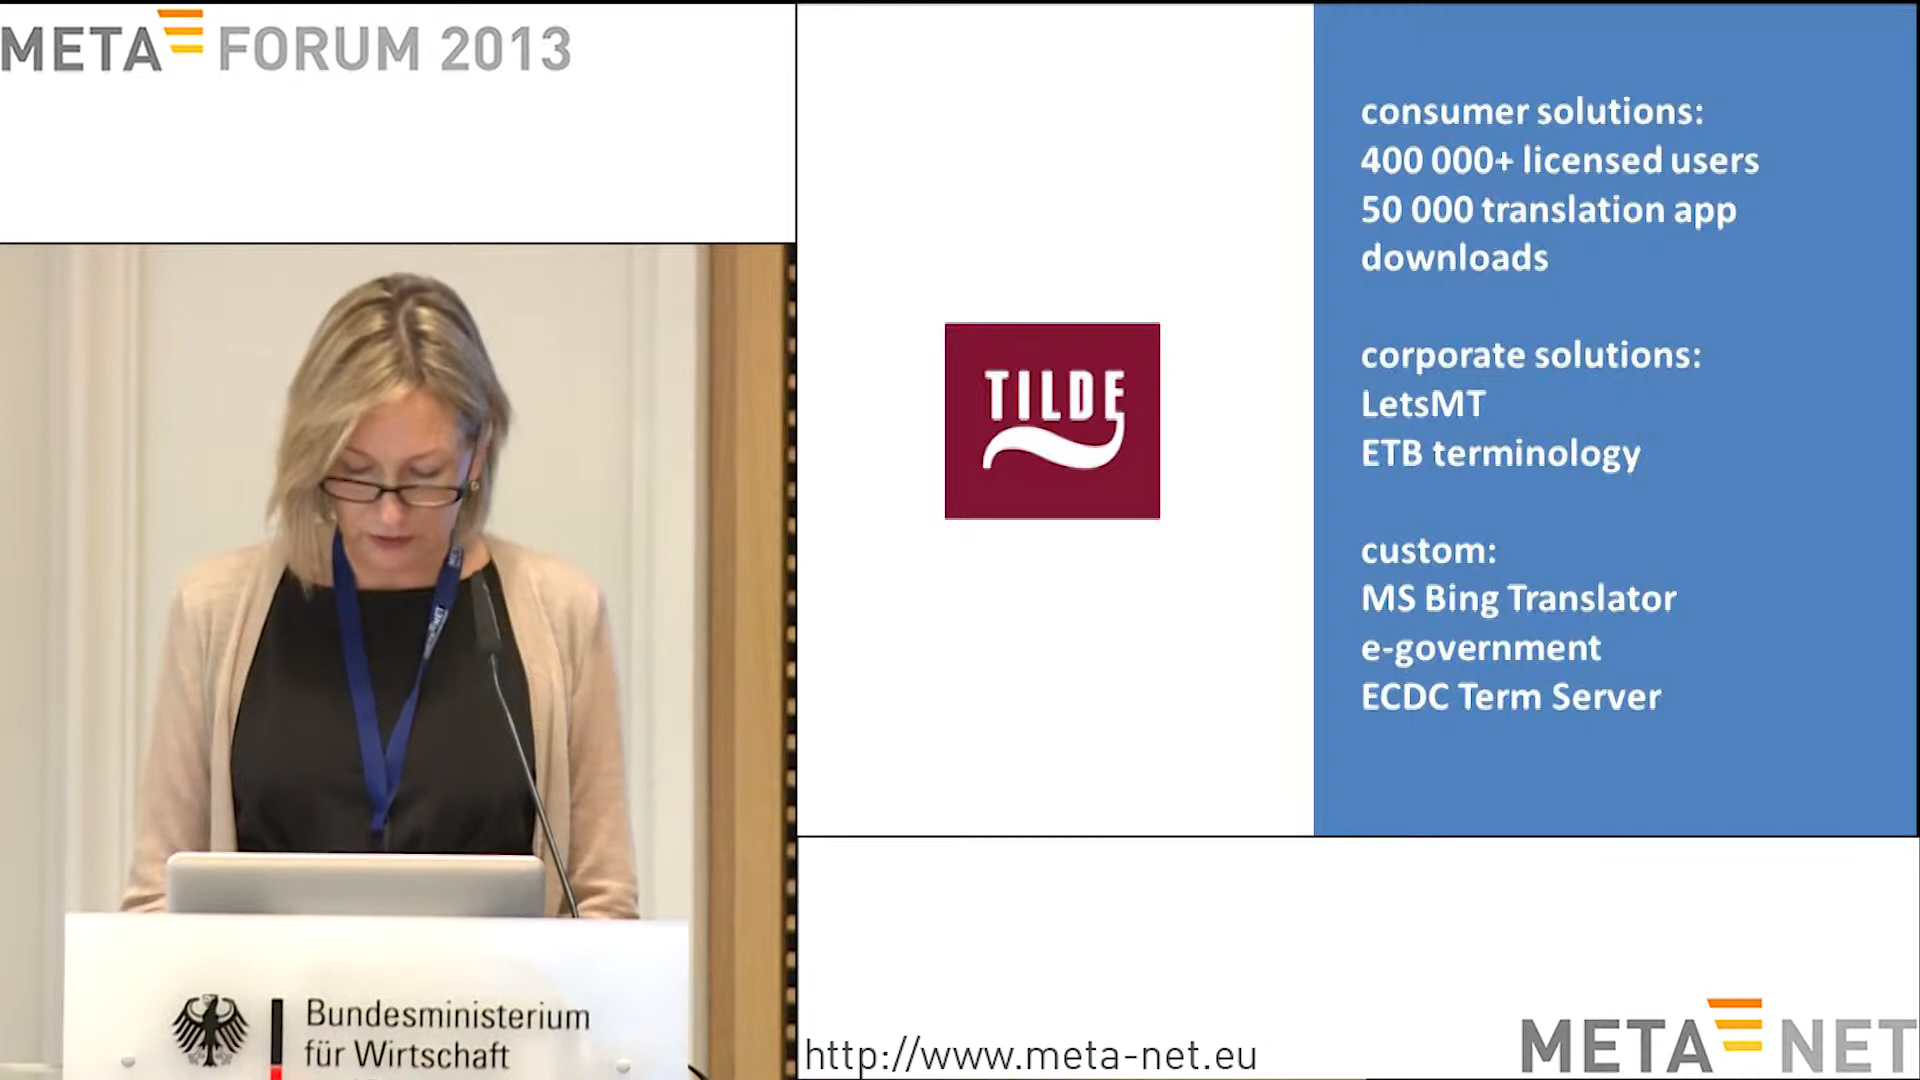 META FORUM 2013
consumer solutions:
400 000+ licensed users
50 000 translation app
downloads
corporate solutions:
LetsMT
ETB terminology
custom:
MS Bing Translator
e-government
ECDC Term Server
TILDE
Bundesministerium
für Wirtschaft
http://www.meta-net.eu
META NET